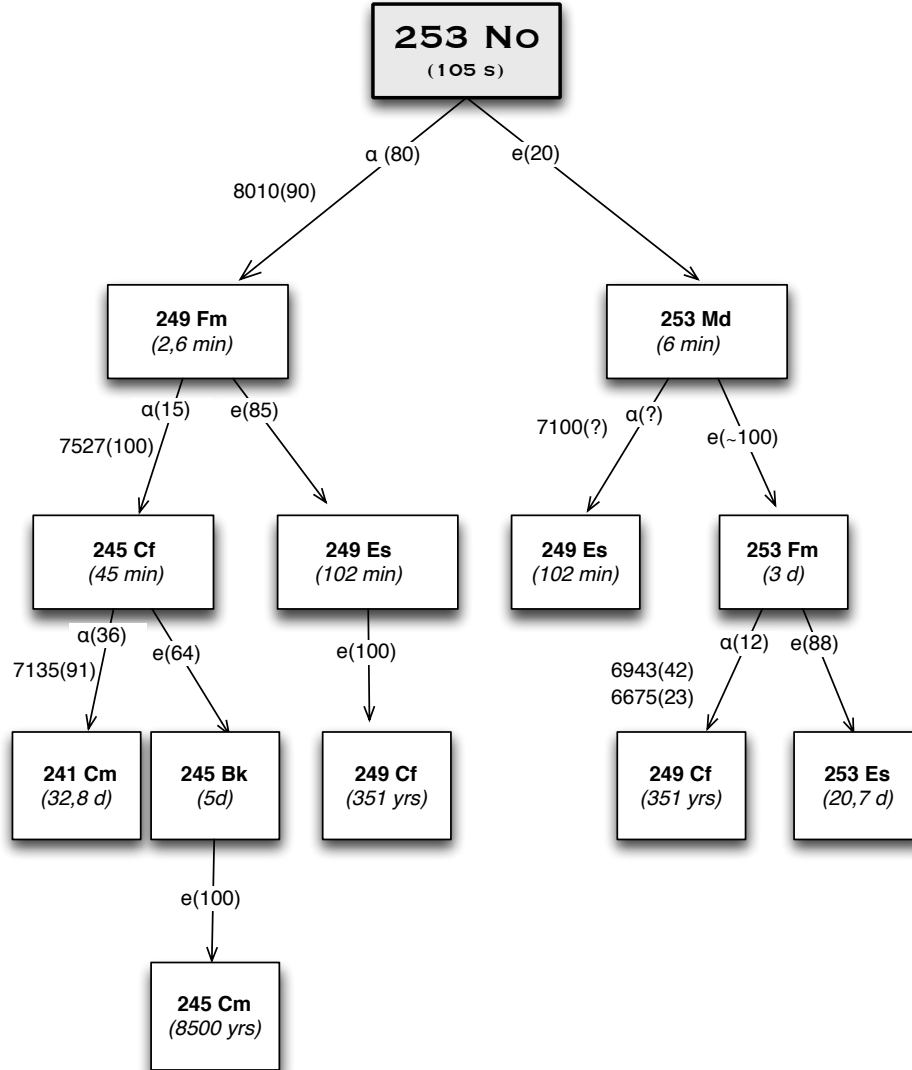 253 No
(105 s)
α (80)
e(20)
8010(90)
249 Fm
(2,6 min)
253 Md
(6 min)
α(15)
e(85)
7527(100)
7100(?)
α(?)
e(~100)
245 Cf
(45 min)
249 Es
(102 min)
249 Es
(102 min)
253 Fm
(3 d)
α(36)
7135(91)
e(64)
e(100)
α(12)
e(88)
6943(42)
6675(23)
241 Cm
(32,8 d)
245 Bk
(5d)
249 Cf
(351 yrs)
249 Cf
(351 yrs)
253 Es
(20,7 d)
e(100)
245 Cm
(8500 yrs)